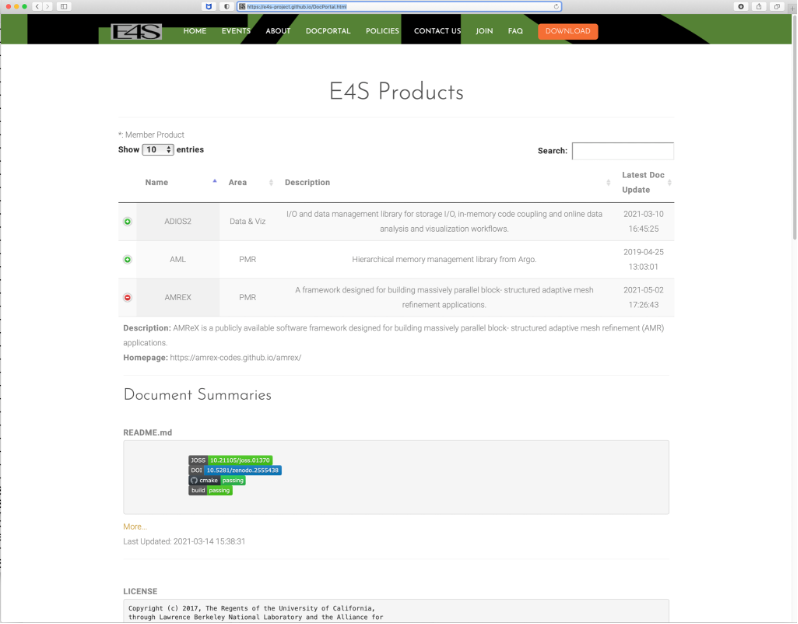 https://e4s-project.github.io/DocPortal.html
E4S HOME EVENTS ABOUT DOCPORTAL POLICIES CONTACT US JOIN FAQ DOWNLOAD
E4S Products
*: Member Product
Show 10 entries Search:
Name Area Description Latest Doc
Update
ADIOS2 Data & Viz I/O and data management library for storage I/O, in-memory code coupling and online data
analysis and visualization workflows. 2021-03-10
16:45:25
AML PMR Hierarchical memory management library from Argo. 2019-04-25
13:03:01
AMREX PMR A framework designed for building massively parallel block- structured adaptive mesh
refinement applications. 2021-05-02
17:26:43
Description: AMReX is a publicly available software framework designed for building massively parallel block- structured adaptive mesh refinement (AMR)
applications.
Homepage: https://amrex-codes.github.io/amrex/
Document Summaries
README.md
JOSS 10.21105/joss.01370
DOI 10.5281/zenodo.2555438
cmake passing
build passing
More...
Last Updated: 2021-03-14 15:38:31
LICENSE
Copyright (c) 2017, The Regents of the University of California,
through Lawrence Berkeley National Laboratory and the Alliance for